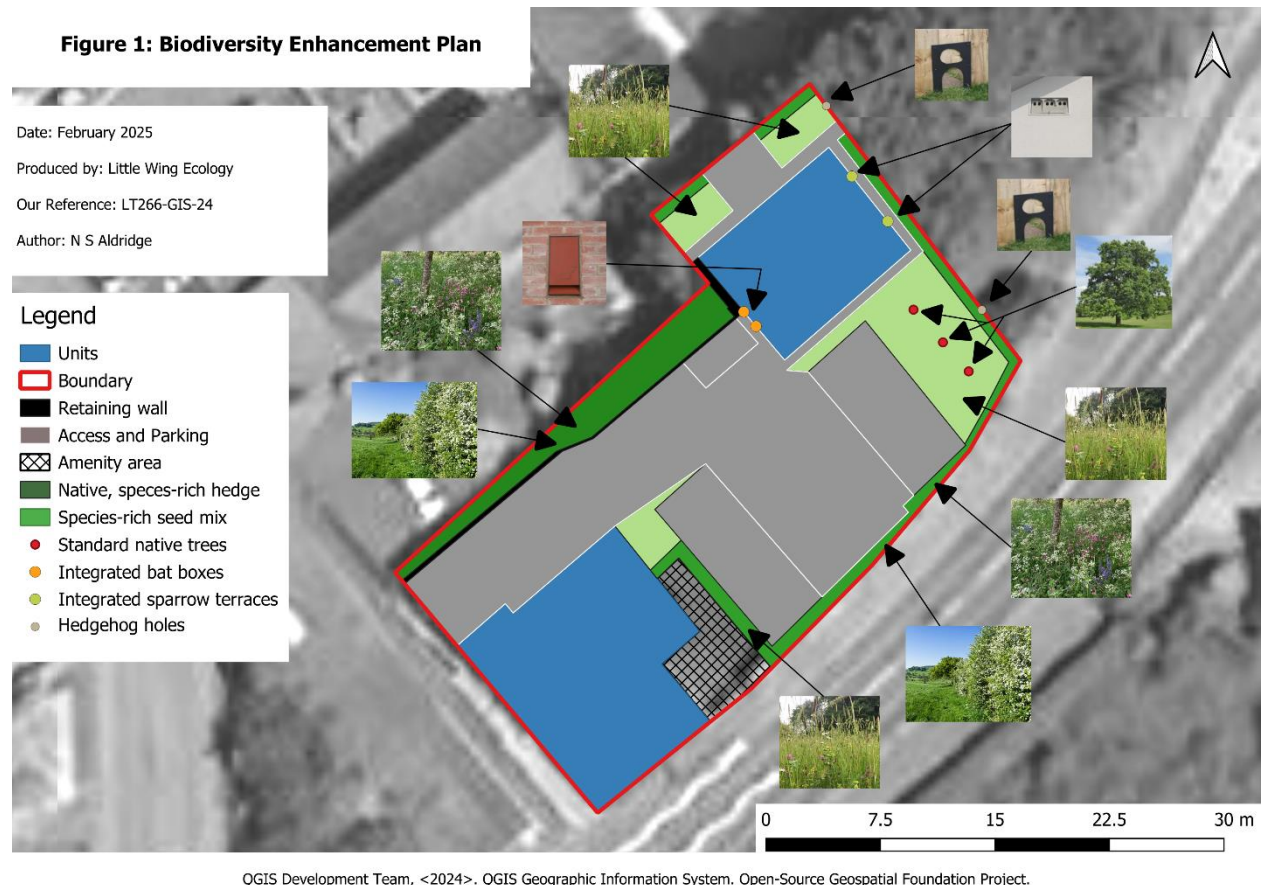 Figure 1: Biodiversity Enhancement Plan
Date: February 2025
Produced by: Little Wing Ecology
Our Reference: LT266-GIS-24
Author: N S Aldridge
Legend
Units
Boundary
Retaining wall
Access and Parking
Amenity area
Native, speces-rich hedge
Species-rich seed mix
Standard native trees
Integrated bat boxes
Integrated sparrow terraces
Hedgehog holes
0 7.5 15 22.5 30 m
QGIS Development Team, <2024>. QGIS Geographic Information System. Open-Source Geospatial Foundation Project.